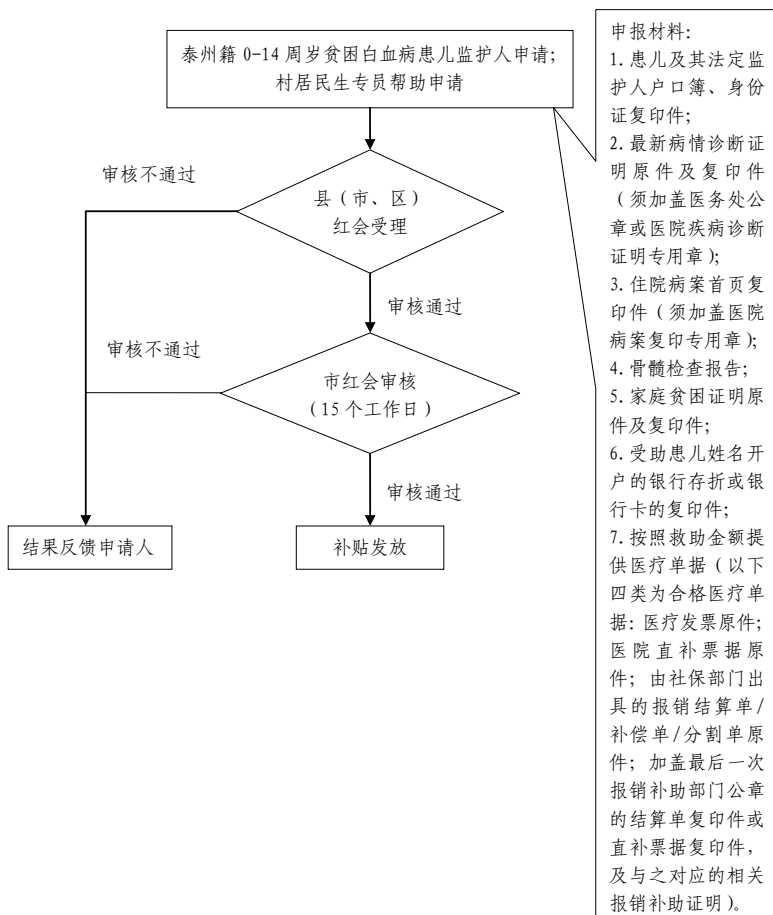 泰州籍 0-14 周岁贫困白血病患儿监护人申请；
村居民生专员帮助申请
审核不通过
县（市、区）
红会受理
审核通过
审核不通过
市红会审核
（15 个工作日）
审核通过
结果反馈申请人
补贴发放
申报材料：
1. 患儿及其法定监
护人户口簿、身份
证复印件；
2. 最新病情诊断证
明原件及复印件
（须加盖医务处公
章或医院疾病诊断
证明专用章）；
3. 住院病案首页复
印件（须加盖医院
病案复印专用章）；
4. 骨髓检查报告；
5. 家庭贫困证明原
件及复印件；
6. 受助患儿姓名开
户的银行存折或银
行卡的复印件；
7. 按照救助金额提
供医疗单据（以下
四类为合格医疗单
据：医疗发票原件；
医院直补票据原
件；由社保部门出
具的报销结算单/
补偿单/分割单原
件；加盖最后一次
报销补助部门公章
的结算单复印件或
直补票据复印件，
及与之对应的相关
报销补助证明）。